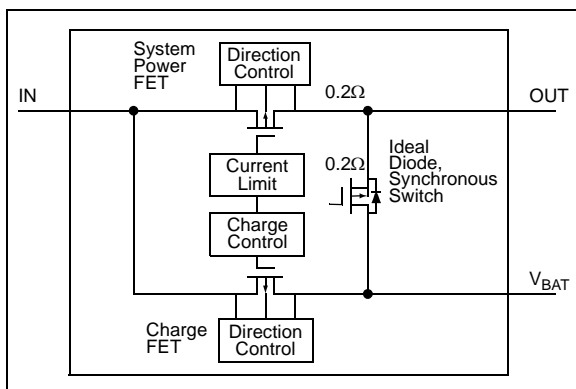 System
Power
FET
Direction
Control
IN
0.2Ω
OUT
0.2Ω
Ideal
Diode,
Synchronous
Switch
Current
Limit
Charge
Control
VBAT
Charge
FET
Direction
Control